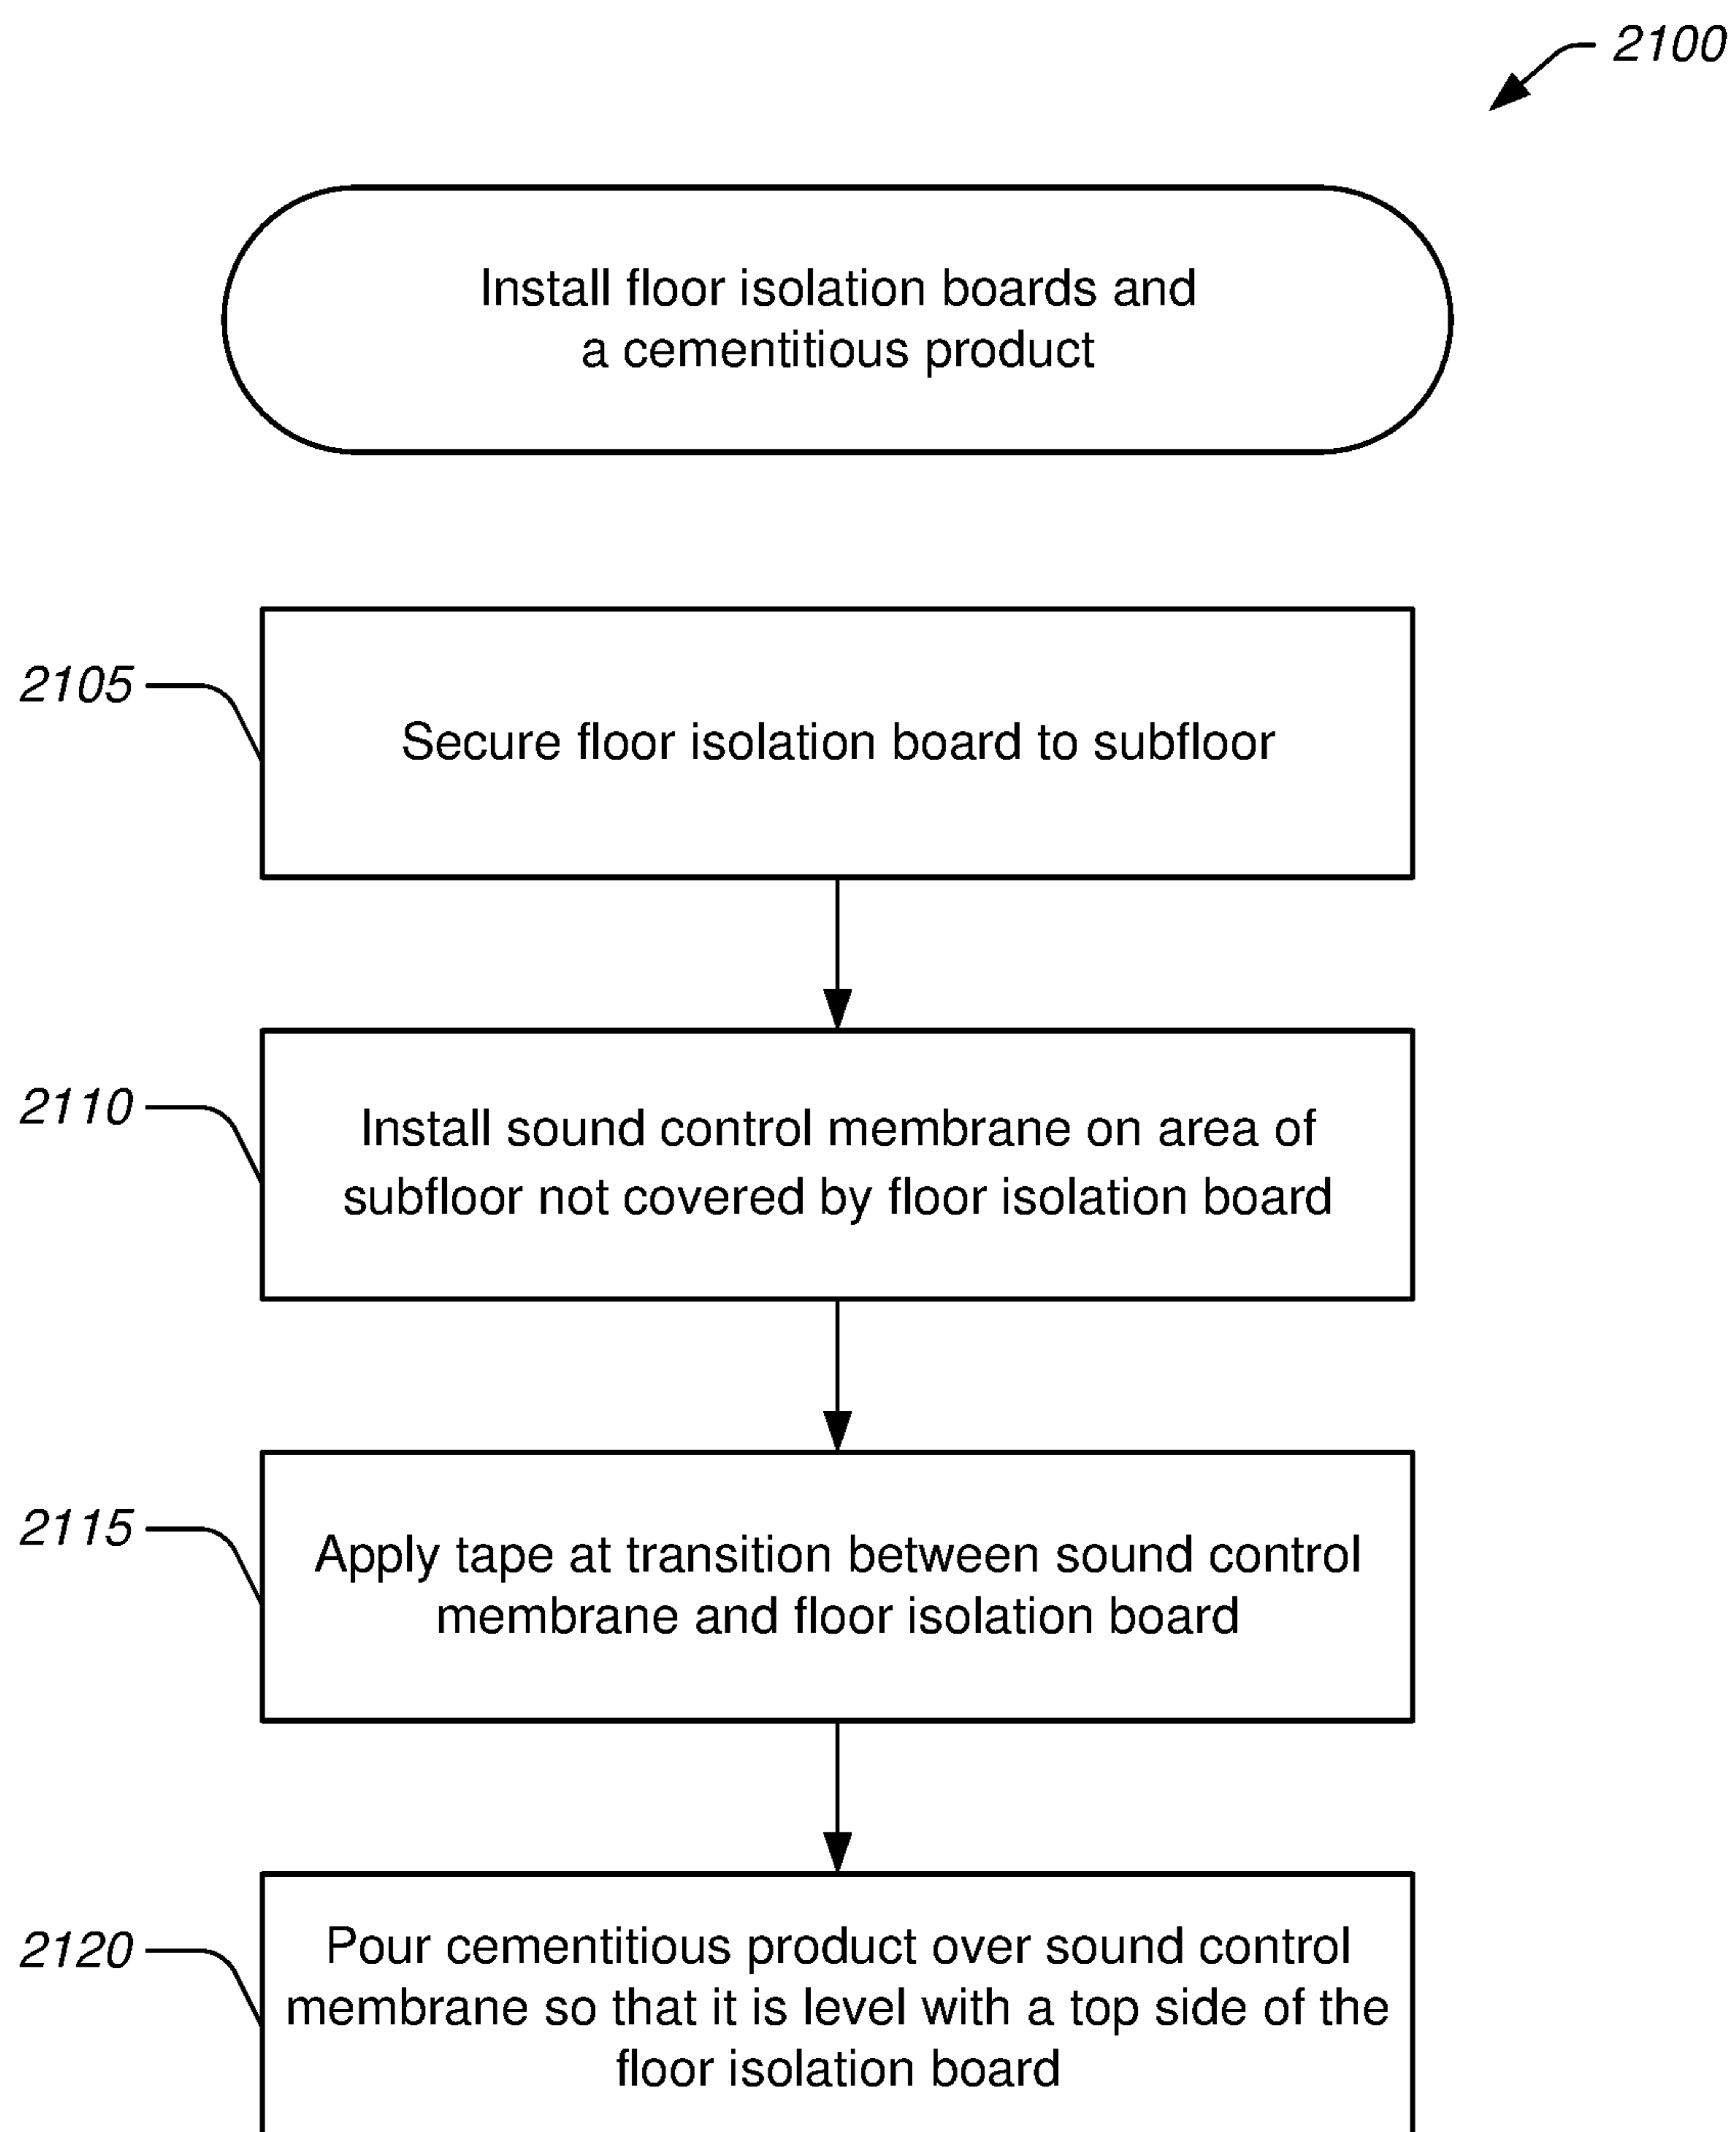 2100
Install floor isolation boards and
a cementitious product
2105
Secure floor isolation board to subfloor
2110
Install sound control membrane on area of
subfloor not covered by floor isolation board
2115
Apply tape at transition between sound control
membrane and floor isolation board
2120
Pour cementitious product over sound control
membrane so that it is level with a top side of the
floor isolation board